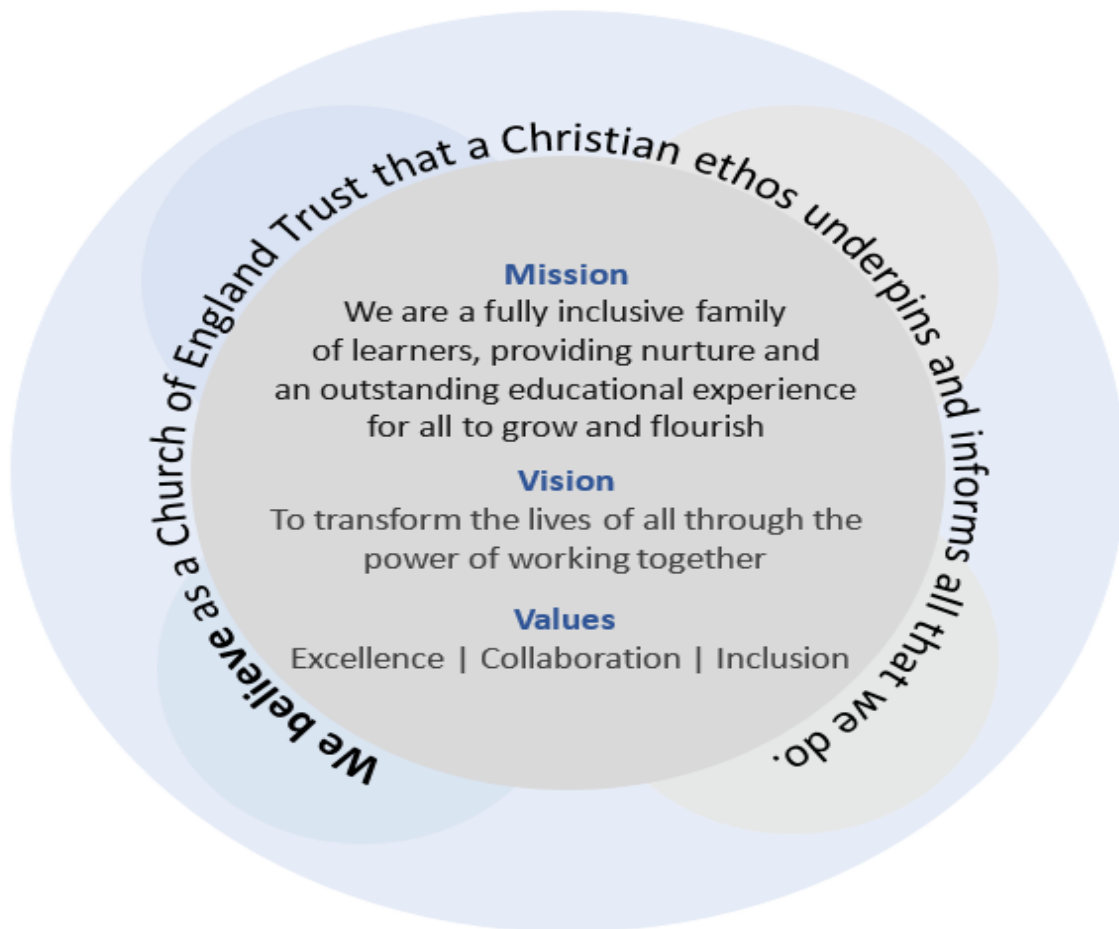 We believe as a Church of England Trust that a Christian ethos underpins and informs all that we do.
Mission
We are a fully inclusive family
of learners, providing nurture and
an outstanding educational experience
for all to grow and flourish
Vision
To transform the lives of all through the
power of working together
Values
Excellence | Collaboration | Inclusion